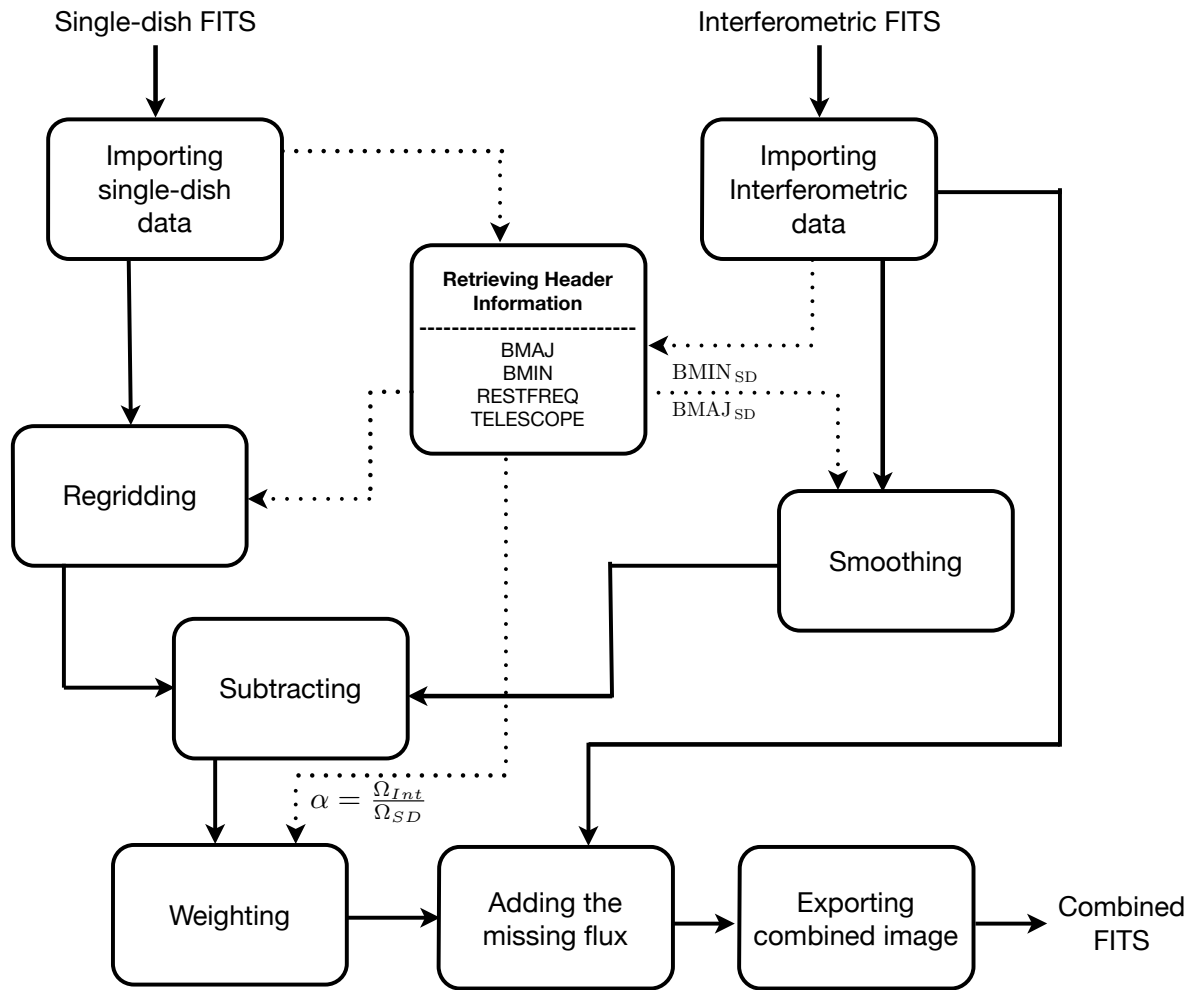 Single-dish FITS
Interferometric FITS
Importing
single-dish
data
Importing
Interferometric
data
Retrieving Header
Information
BMAJ
BMIN
RESTFREQ
TELESCOPE
BMIN_SD
BMAJ_SD
Regridding
Smoothing
Subtracting
α = Ω_Int / Ω_SD
Weighting
Adding the
missing flux
Exporting
combined image
Combined
FITS